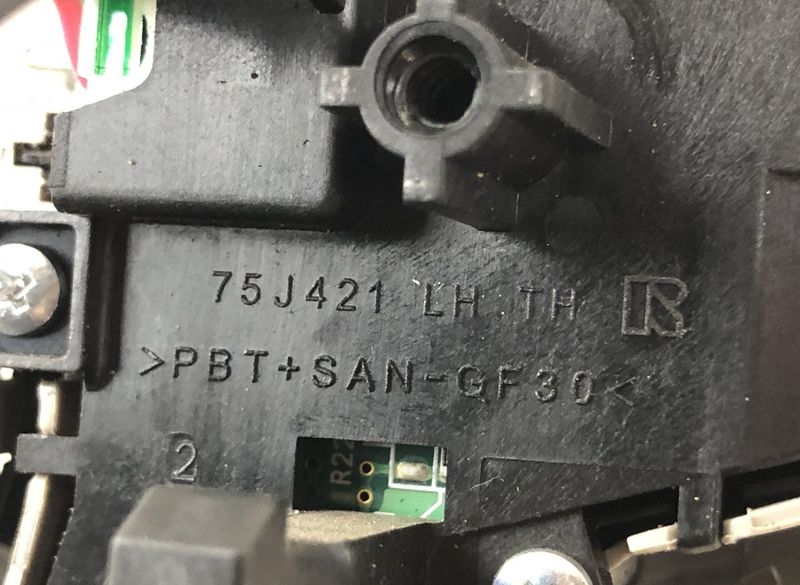 75J421 LH TH R
>PBT+SAN-GF30<
2
R22